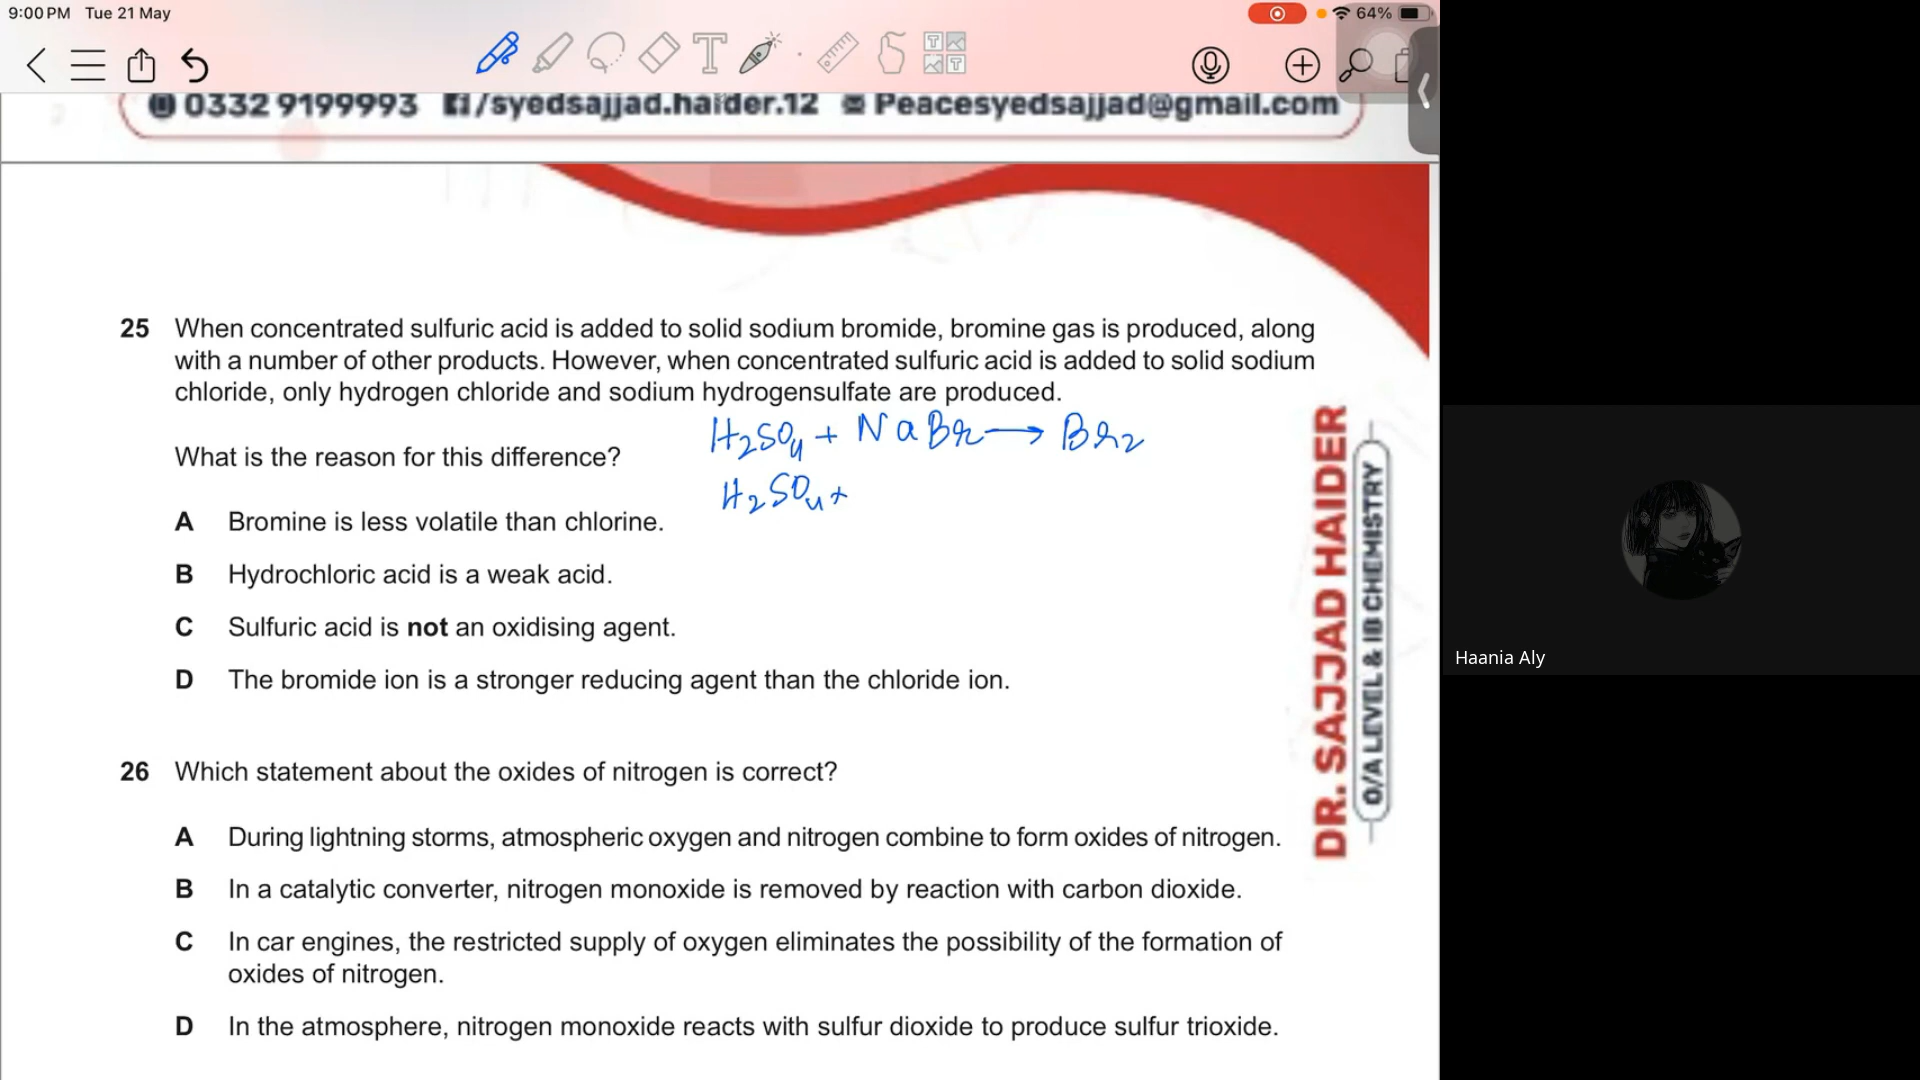 9:00 PM Tue 21 May
64%
0332 9199993 /syedsajjad.haider.12 Peacesyedsajjad@gmail.com
25 When concentrated sulfuric acid is added to solid sodium bromide, bromine gas is produced, along
with a number of other products. However, when concentrated sulfuric acid is added to solid sodium
chloride, only hydrogen chloride and sodium hydrogensulfate are produced.
H2SO4 + NaBr → Br2
What is the reason for this difference?
H2SO4 +
A Bromine is less volatile than chlorine.
B Hydrochloric acid is a weak acid.
C Sulfuric acid is not an oxidising agent.
D The bromide ion is a stronger reducing agent than the chloride ion.
26 Which statement about the oxides of nitrogen is correct?
A During lightning storms, atmospheric oxygen and nitrogen combine to form oxides of nitrogen.
B In a catalytic converter, nitrogen monoxide is removed by reaction with carbon dioxide.
C In car engines, the restricted supply of oxygen eliminates the possibility of the formation of
oxides of nitrogen.
D In the atmosphere, nitrogen monoxide reacts with sulfur dioxide to produce sulfur trioxide.
DR. SAJJAD HAIDER
O/A LEVEL & IB CHEMISTRY
Haania Aly